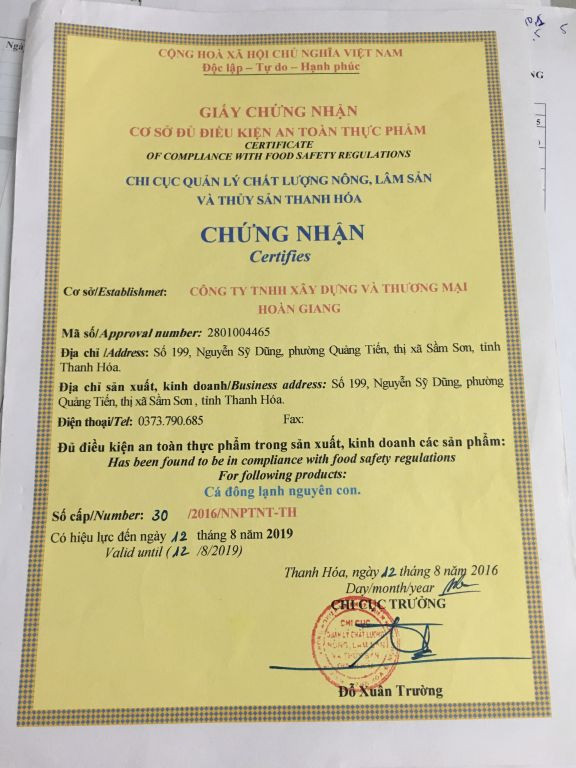 CỘNG HOÀ XÃ HỘI CHỦ NGHĨA VIỆT NAM
Độc lập – Tự do – Hạnh phúc
GIẤY CHỨNG NHẬN
CƠ SỞ ĐỦ ĐIỀU KIỆN AN TOÀN THỰC PHẨM
CERTIFICATE
OF COMPLIANCE WITH FOOD SAFETY REGULATIONS
CHI CỤC QUẢN LÝ CHẤT LƯỢNG NÔNG, LÂM SẢN
VÀ THỦY SẢN THANH HÓA
CHỨNG NHẬN
Certifies
Cơ sở/Establishmet: CÔNG TY TNHH XÂY DỰNG VÀ THƯƠNG MẠI
HOÀN GIANG
Mã số/Approval number: 2801004465
Địa chỉ /Address: Số 199, Nguyễn Sỹ Dũng, phường Quảng Tiến, thị xã Sầm Sơn, tỉnh
Thanh Hóa.
Địa chỉ sản xuất, kinh doanh/Business address: Số 199, Nguyễn Sỹ Dũng, phường
Quảng Tiến, thị xã Sầm Sơn , tỉnh Thanh Hóa.
Điện thoại/Tel: 0373.790.685 Fax:
Đủ điều kiện an toàn thực phẩm trong sản xuất, kinh doanh các sản phẩm:
Has been found to be in compliance with food safety regulations
For following products:
Cá đông lạnh nguyên con.
Số cấp/Number: 30 /2016/NNPTNT-TH
Có hiệu lực đến ngày 12 tháng 8 năm 2019
Valid until (12 /8/2019)
Thanh Hóa, ngày 12 tháng 8 năm 2016
Day/month/year
CHI CỤC TRƯỞNG
CHI CỤC
QUẢN LÝ CHẤT LƯỢNG
NÔNG, LÂM SẢN
Đỗ Xuân Trường